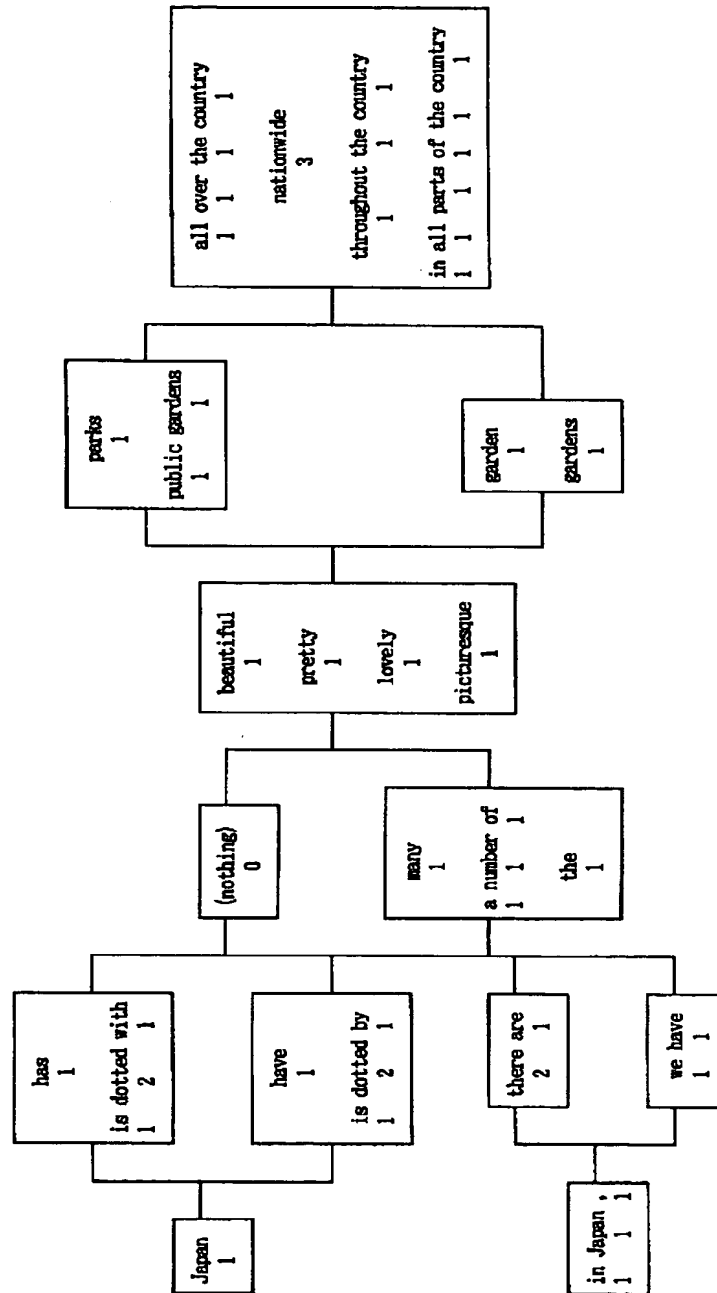 Japan
1
in Japan ,
1 1 1
has
1
is dotted with
1 2 1
have
1
is dotted by
1 2 1
there are
2 1
we have
1 1
(nothing)
0
many
1
a number of
1 1 1
the
1
beautiful
1
pretty
1
lovely
1
picturesque
1
parks
1
public gardens
1 1
garden
1
gardens
1
all over the country
1 1 1 1
nationwide
3
throughout the country
1 1 1
in all parts of the country
1 1 1 1 1 1